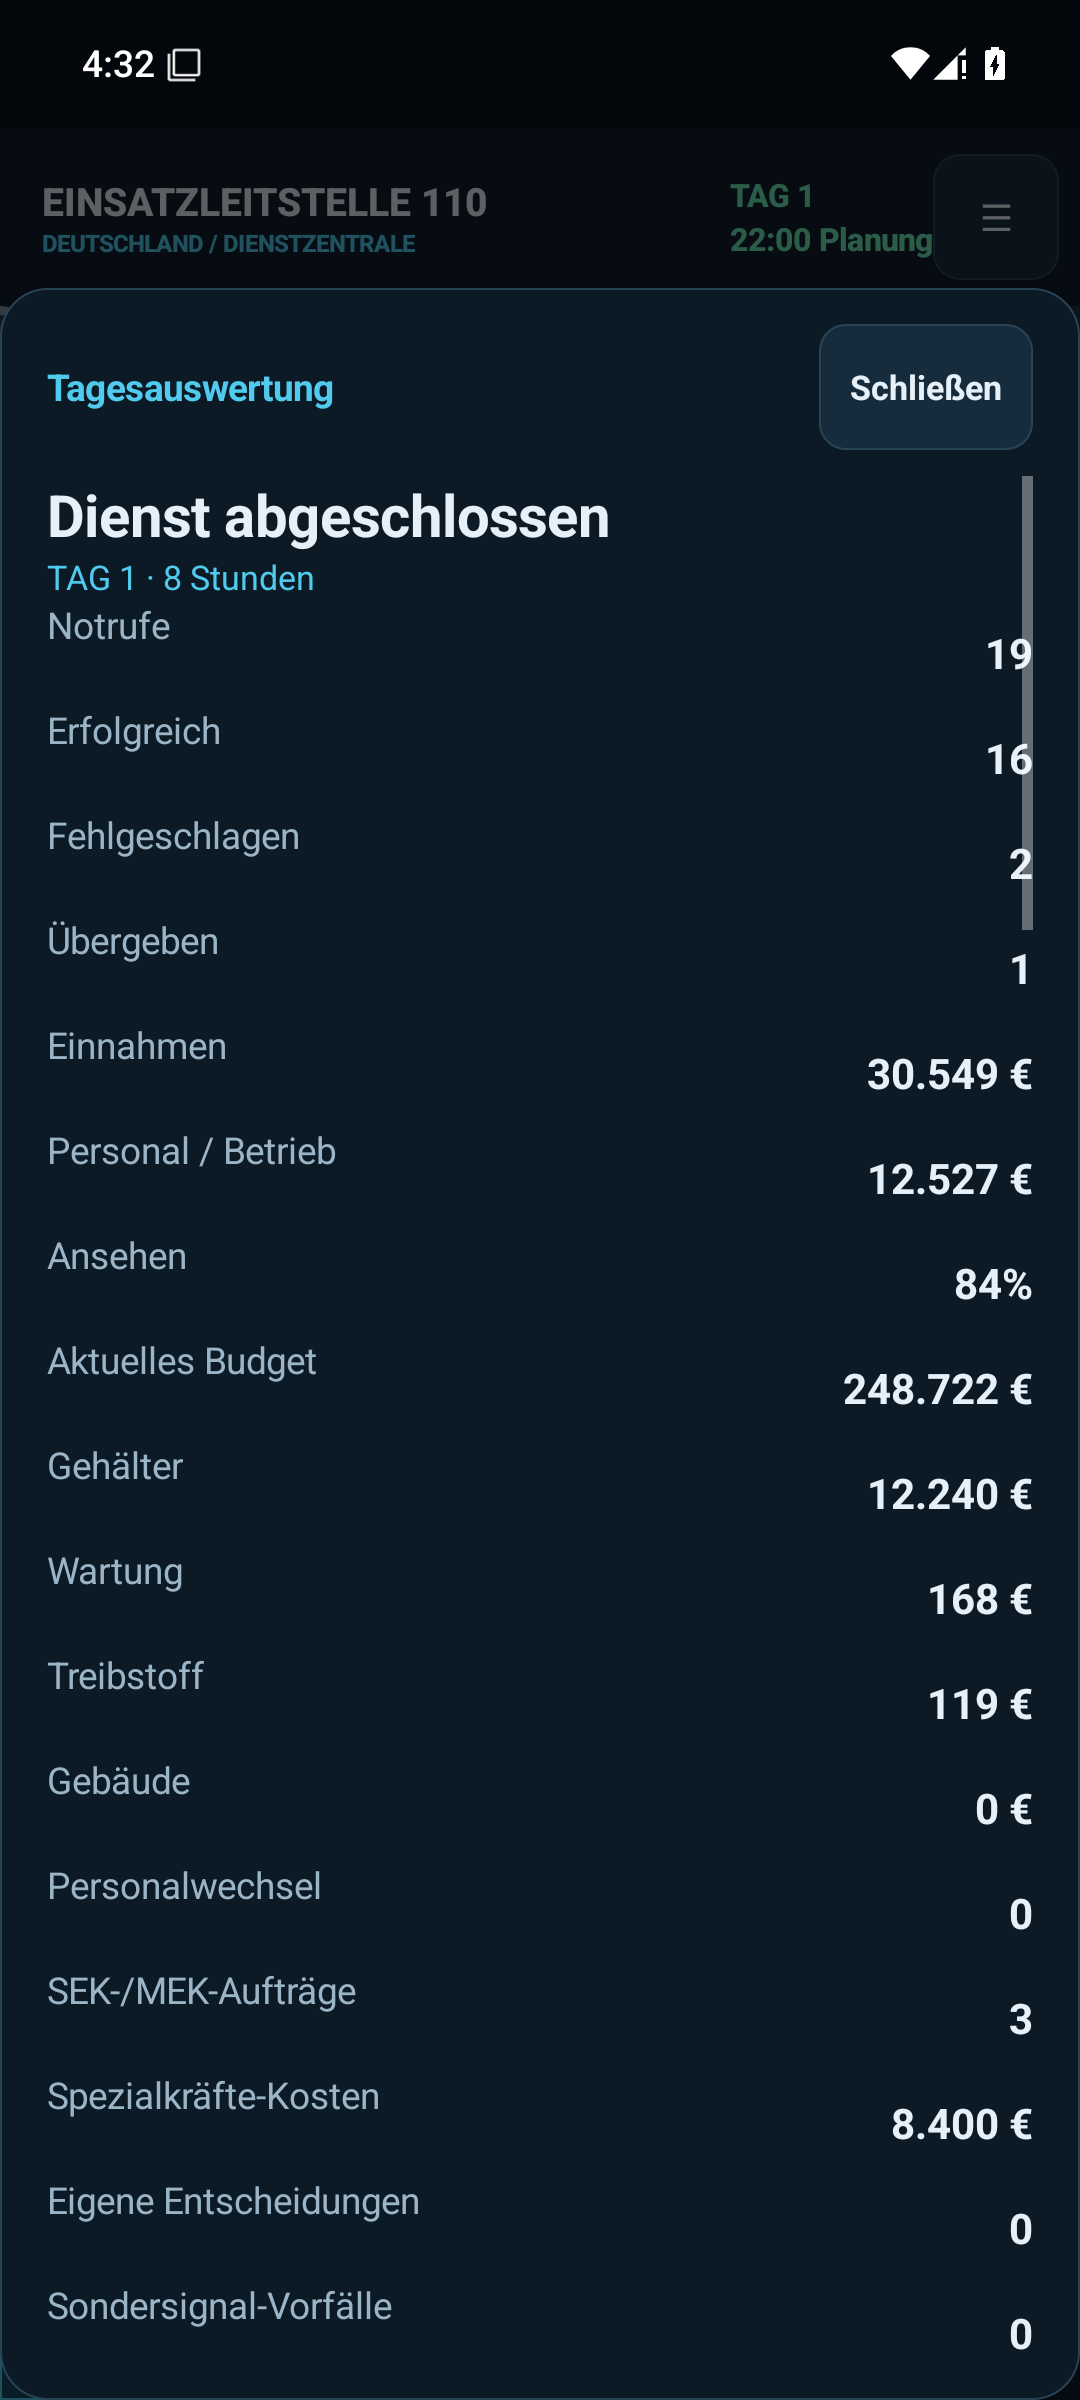 4:32
EINSATZLEITSTELLE 110
DEUTSCHLAND / DIENSTZENTRALE
TAG 1
22:00 Planung
Tagesauswertung
Schließen
Dienst abgeschlossen
TAG 1 · 8 Stunden
Notrufe
19
Erfolgreich
16
Fehlgeschlagen
2
Übergeben
1
Einnahmen
30.549 €
Personal / Betrieb
12.527 €
Ansehen
84%
Aktuelles Budget
248.722 €
Gehälter
12.240 €
Wartung
168 €
Treibstoff
119 €
Gebäude
0 €
Personalwechsel
0
SEK-/MEK-Aufträge
3
Spezialkräfte-Kosten
8.400 €
Eigene Entscheidungen
0
Sondersignal-Vorfälle
0